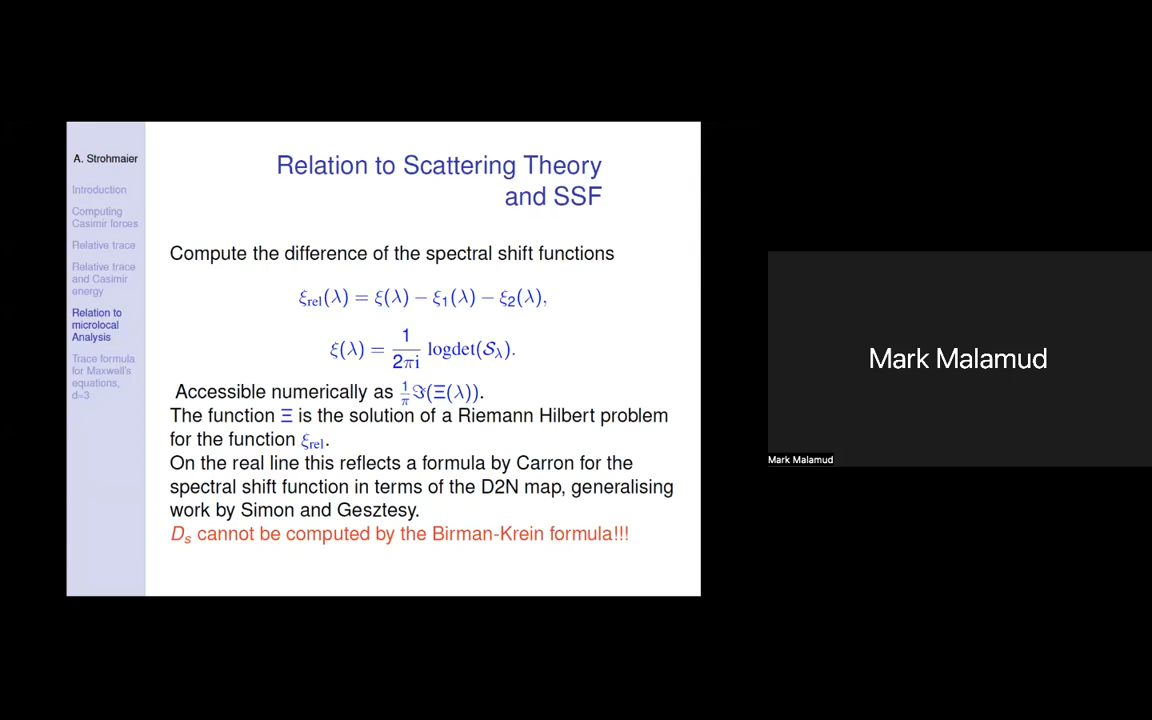 A. Strohmaier
Introduction
Computing
Casimir forces
Relative trace
Relative trace
and Casimir
energy
Relation to
microlocal
Analysis
Trace formula
for Maxwell's
equations,
d=3
Relation to Scattering Theory
and SSF
Compute the difference of the spectral shift functions
ξ_rel(λ) = ξ(λ) − ξ₁(λ) − ξ₂(λ),
ξ(λ) = 1/(2πi) logdet(𝒮_λ).
Accessible numerically as 1/π ℑ(Ξ(λ)).
The function Ξ is the solution of a Riemann Hilbert problem
for the function ξ_rel.
On the real line this reflects a formula by Carron for the
spectral shift function in terms of the D2N map, generalising
work by Simon and Gesztesy.
D_s cannot be computed by the Birman-Krein formula!!!
Mark Malamud
Mark Malamud